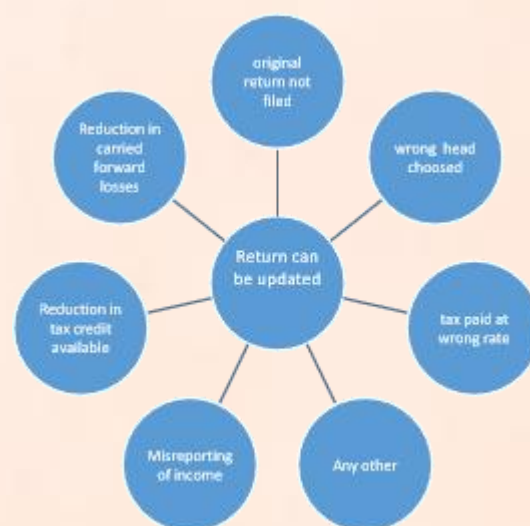 original
return not
filed
Reduction in
carried
forward
losses
wrong head
choosed
Return can
be updated
Reduction in
tax credit
available
tax paid at
wrong rate
Misreporting
of income
Any other